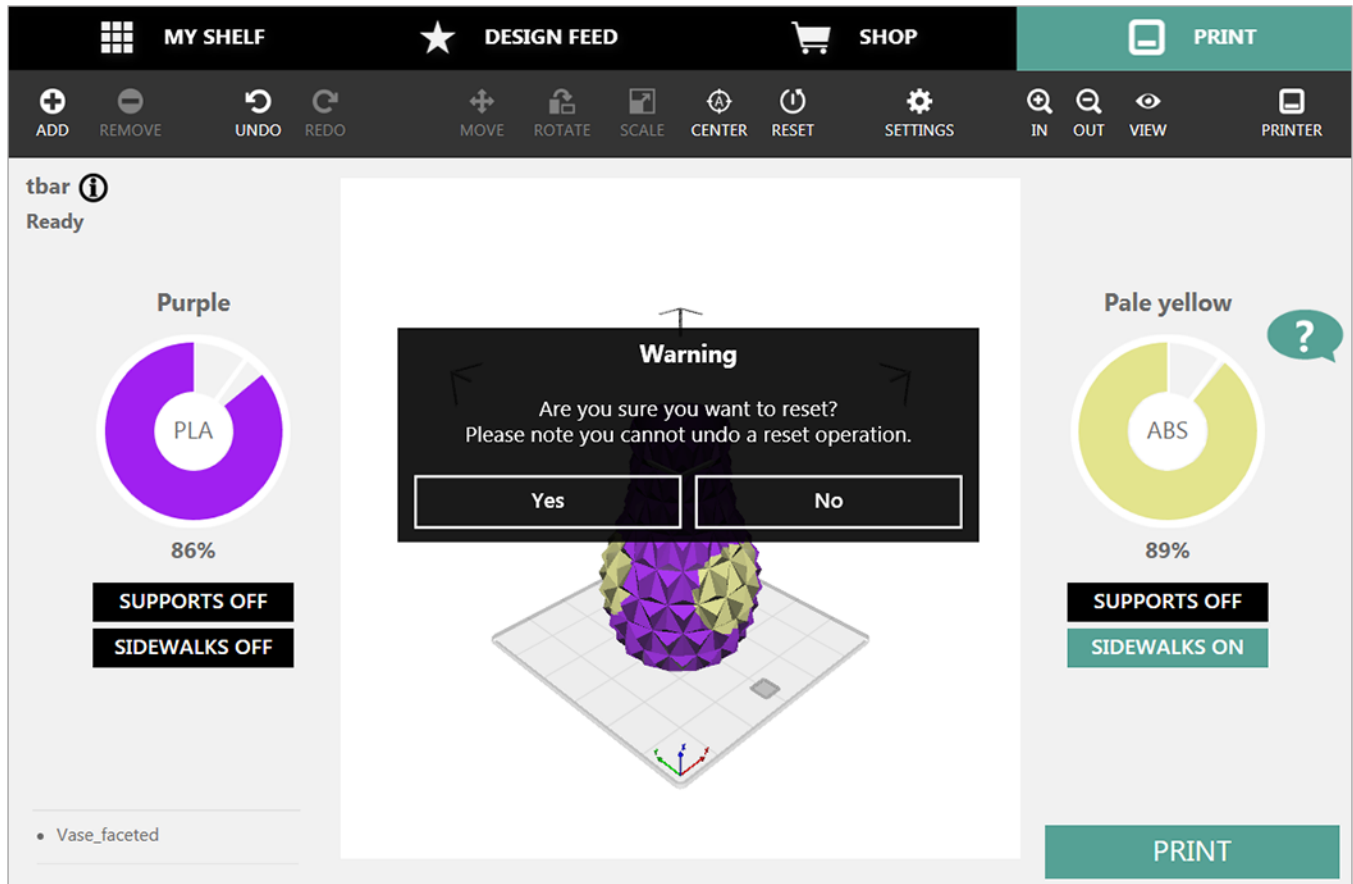 MY SHELF
DESIGN FEED
SHOP
PRINT
ADD
REMOVE
UNDO
REDO
MOVE
ROTATE
SCALE
CENTER
RESET
SETTINGS
IN
OUT
VIEW
PRINTER
tbar
Ready
Purple
PLA
86%
SUPPORTS OFF
SIDEWALKS OFF
Vase_faceted
Warning
Are you sure you want to reset?
Please note you cannot undo a reset operation.
Yes
No
Pale yellow
?
ABS
89%
SUPPORTS OFF
SIDEWALKS ON
PRINT